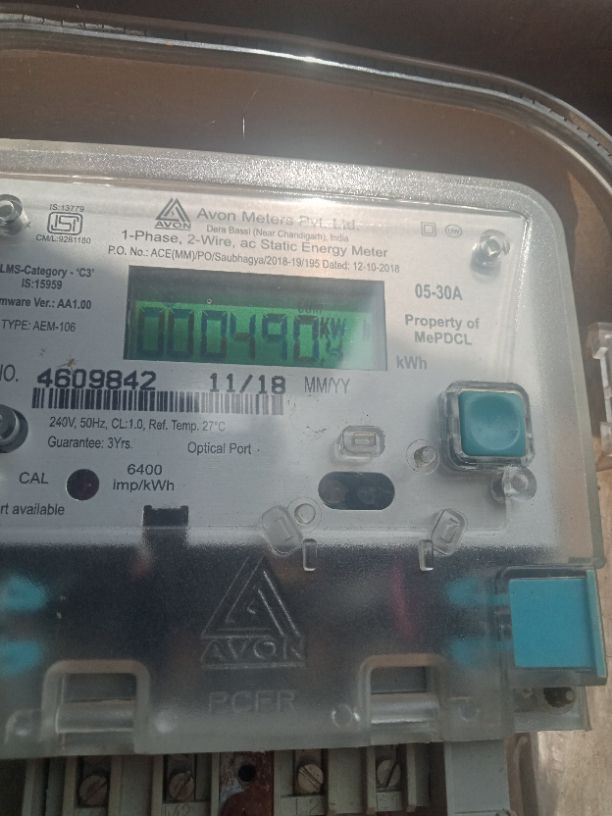 IS:13779
ISI
CM/L:9281180
AVON
Avon Meters Pvt. Ltd.
Dera Bassi (Near Chandigarh), India
1-Phase, 2-Wire, ac Static Energy Meter
P.O. No.: ACE(MM)/PO/Saubhagya/2018-19/195 Dated: 12-10-2018
LMS-Category - 'C3'
IS:15959
mware Ver.: AA1.00
TYPE: AEM-106
000490
KW
05-30A
Property of
MePDCL
kWh
NO. 4609842 11/18 MM/YY
240V, 50Hz, CL:1.0, Ref. Temp. 27°C
Guarantee: 3Yrs.
Optical Port
CAL
6400
imp/kWh
rt available
AVON